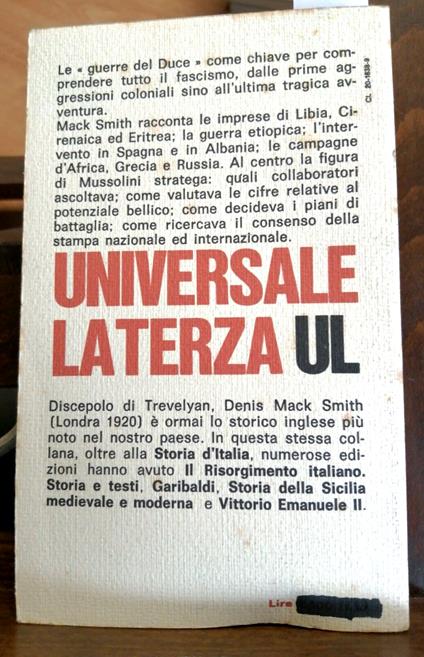 Le « guerre del Duce » come chiave per com-
prendere tutto il fascismo, dalle prime ag-
gressioni coloniali sino all'ultima tragica av-
ventura.
Mack Smith racconta le imprese di Libia, Ci-
renaica ed Eritrea; la guerra etiopica; l'inter-
vento in Spagna e in Albania; le campagne
d'Africa, Grecia e Russia. Al centro la figura
di Mussolini stratega: quali collaboratori
ascoltava; come valutava le cifre relative al
potenziale bellico; come decideva i piani di
battaglia; come ricercava il consenso della
stampa nazionale ed internazionale.
CL 20-1638-9
UNIVERSALE
LATERZA UL
Discepolo di Trevelyan, Denis Mack Smith
(Londra 1920) è ormai lo storico inglese più
noto nel nostro paese. In questa stessa col-
lana, oltre alla Storia d'Italia, numerose edi-
zioni hanno avuto Il Risorgimento italiano.
Storia e testi, Garibaldi, Storia della Sicilia
medievale e moderna e Vittorio Emanuele II.
Lire